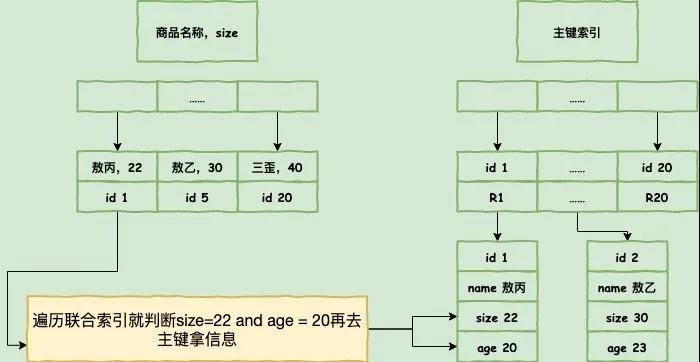 商品名称，size
主键索引
......
......
敖丙，22
敖乙，30
三歪，40
id 1
id 5
id 20
id 1
......
id 20
R1
......
R20
id 1
name 敖丙
size 22
age 20
id 2
name 敖乙
size 30
age 23
遍历联合索引就判断size=22 and age = 20再去
主键拿信息